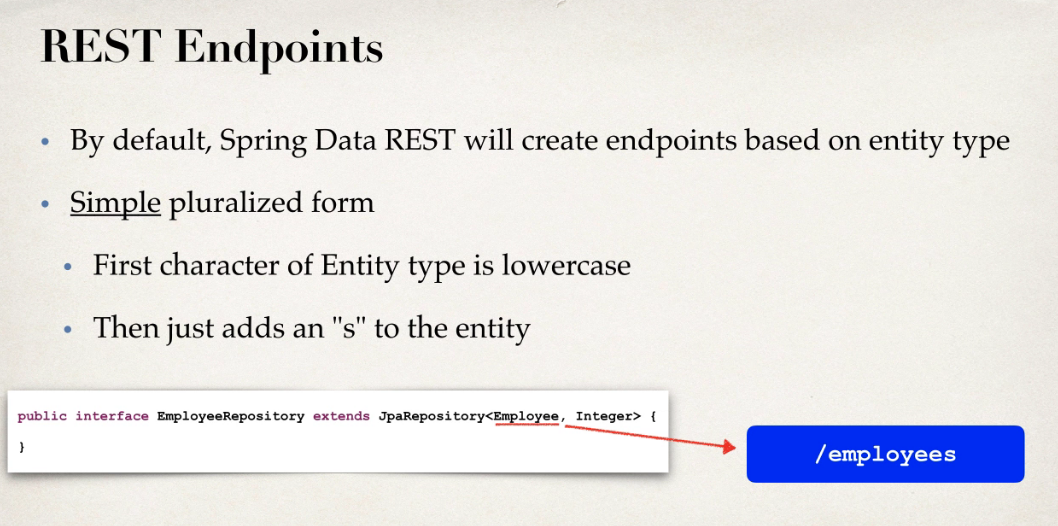 REST Endpoints
• By default, Spring Data REST will create endpoints based on entity type
• Simple pluralized form
• First character of Entity type is lowercase
• Then just adds an "s" to the entity
public interface EmployeeRepository extends JpaRepository<Employee, Integer> {
}
/employees